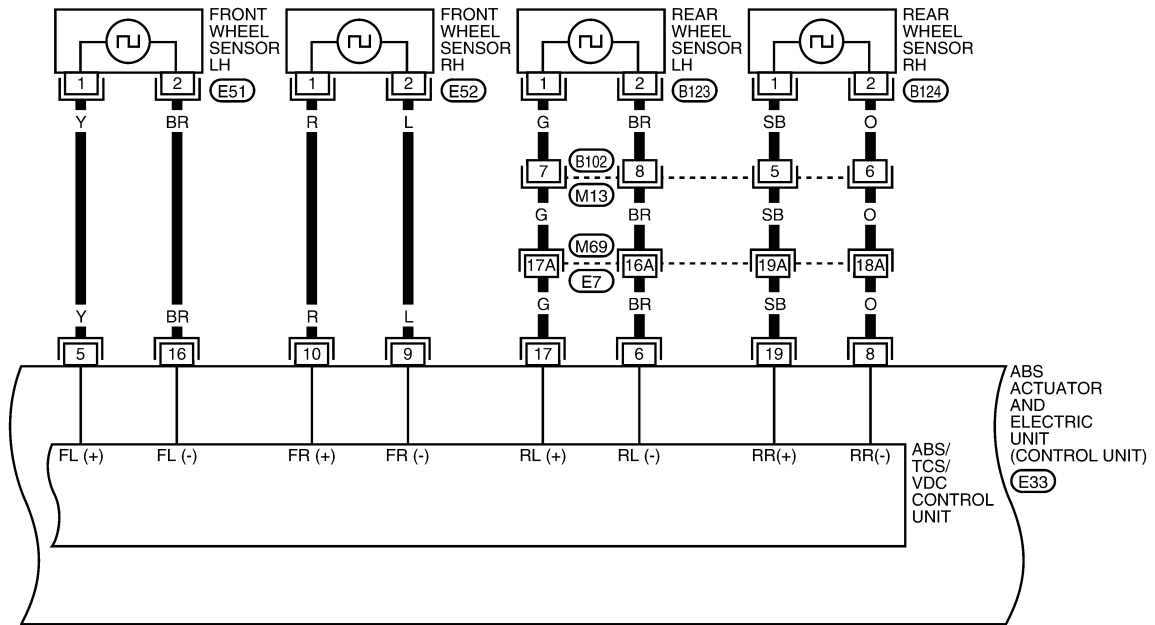 FRONT
WHEEL
SENSOR
LH
E51
FRONT
WHEEL
SENSOR
RH
E52
REAR
WHEEL
SENSOR
LH
B123
REAR
WHEEL
SENSOR
RH
B124
1 2 1 2 1 2 1 2
Y BR R L G BR SB O
7 B102 8 5 6
M13
G BR SB O
M69
17A 16A 19A 18A
E7
G BR SB O
Y BR R L
5 16 10 9 17 6 19 8
ABS
ACTUATOR
AND
ELECTRIC
UNIT
(CONTROL UNIT)
E33
FL (+) FL (-) FR (+) FR (-) RL (+) RL (-) RR(+) RR(-)
ABS/
TCS/
VDC
CONTROL
UNIT